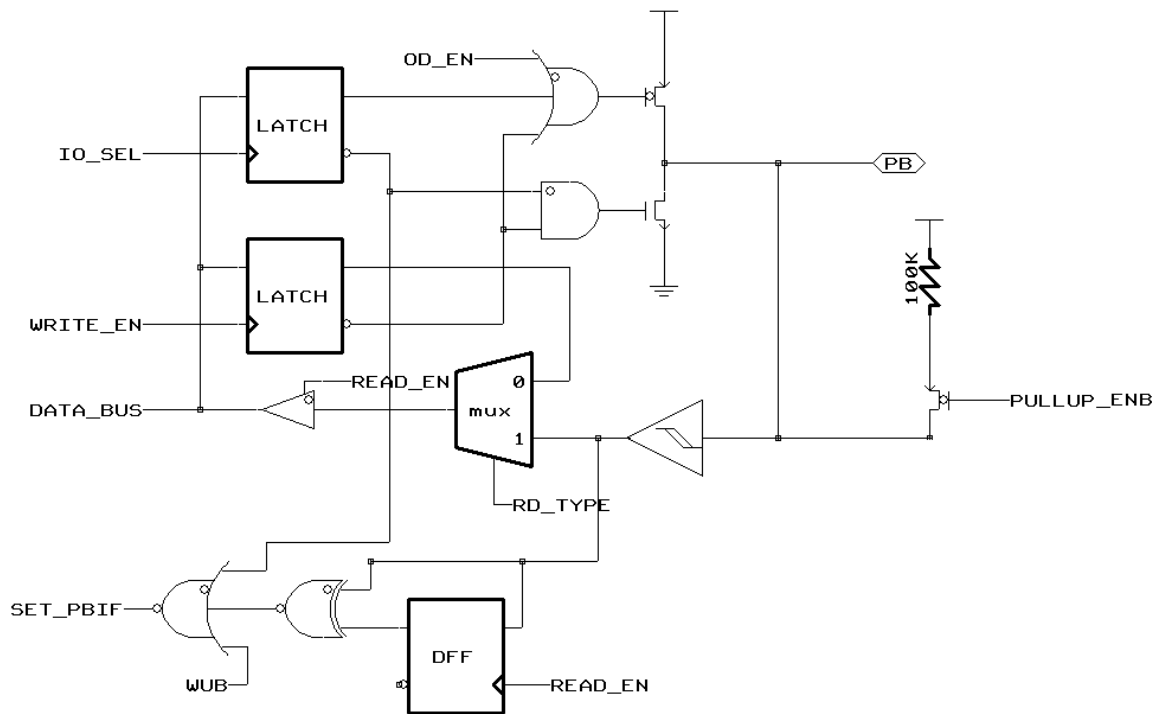 OD_EN
LATCH
IO_SEL
PB
100K
LATCH
WRITE_EN
READ_EN
0
DATA_BUS
mux
PULLUP_ENB
1
RD_TYPE
SET_PBIF
DFF
WUB
READ_EN